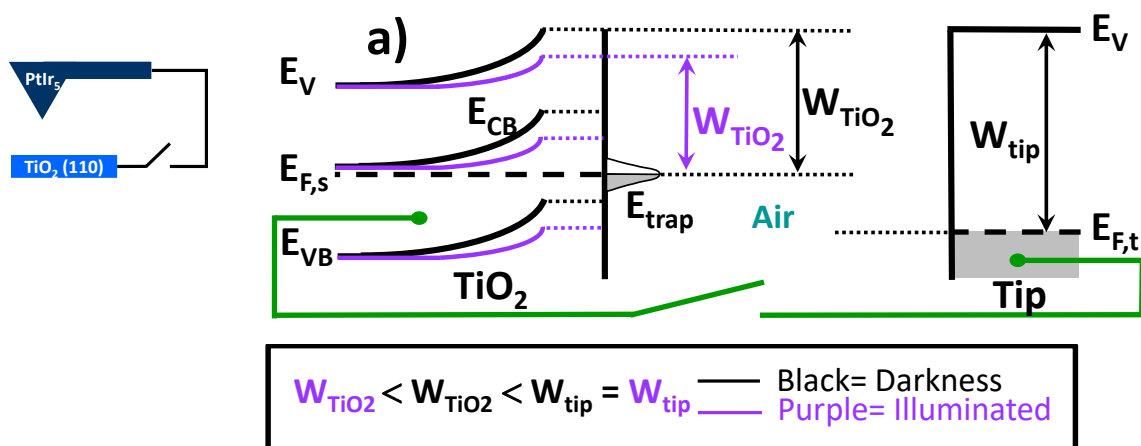 a)
PtIr5
TiO2 (110)
EV
ECB
EF,s
EVB
TiO2
WTiO2
WTiO2
Etrap
Air
EV
Wtip
EF,t
Tip
WTiO2 < WTiO2 < Wtip = Wtip
Black= Darkness
Purple= Illuminated